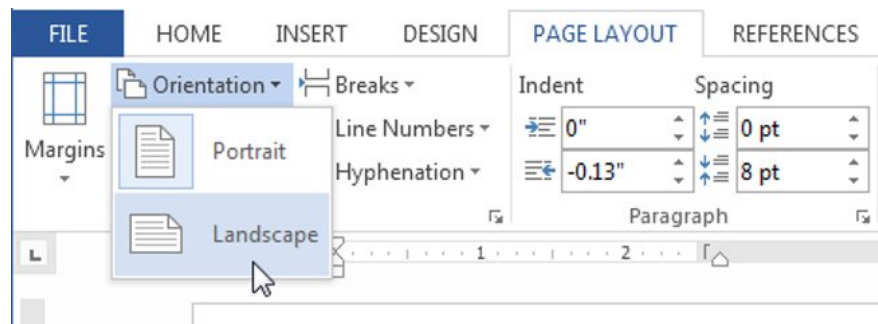 FILE HOME INSERT DESIGN PAGE LAYOUT REFERENCES
Orientation Breaks Indent Spacing
Line Numbers 0" 0 pt
Margins Portrait
Hyphenation -0.13" 8 pt
Paragraph
Landscape
L 1 2